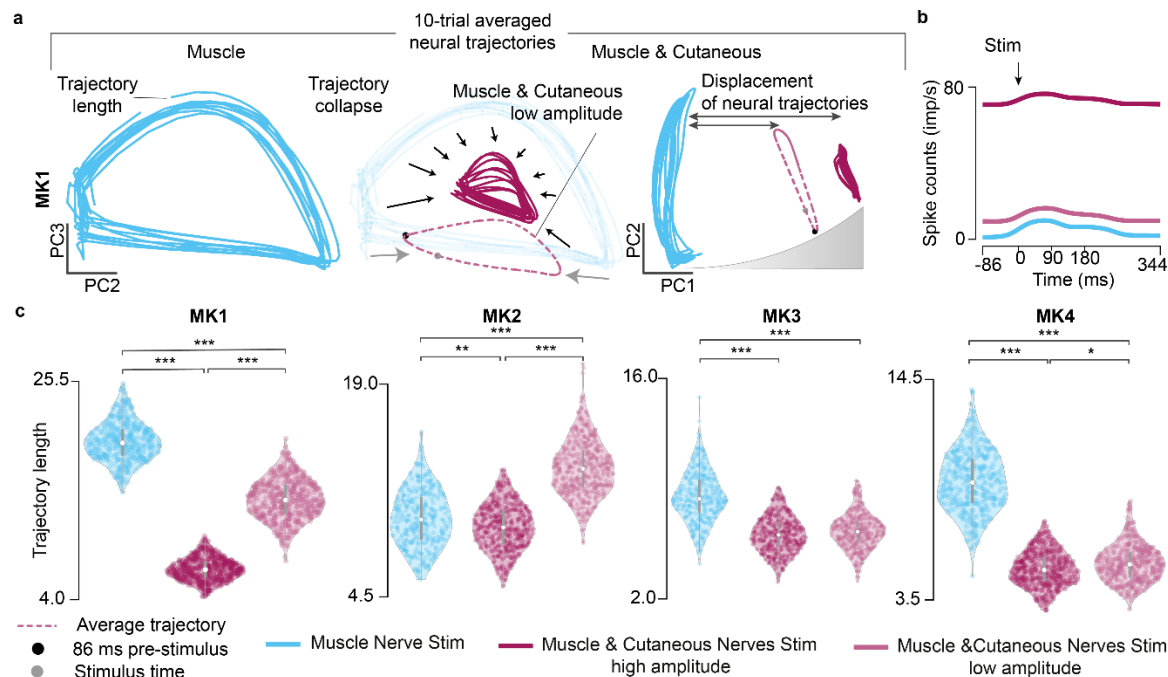 a
10-trial averaged
neural trajectories
Muscle
Muscle & Cutaneous
Trajectory
length
Trajectory
collapse
Muscle & Cutaneous
low amplitude
Displacement
of neural trajectories
MK1
PC3
PC2
PC2
PC1
b
Stim
80
Spike counts (imp/s)
0
-86 0 90 180 344
Time (ms)
c
MK1
***
***
***
25.5
Trajectory length
4.0
MK2
***
**
***
19.0
4.5
MK3
***
***
16.0
2.0
MK4
***
***
*
14.5
3.5
Average trajectory
86 ms pre-stimulus
Stimulus time
Muscle Nerve Stim
Muscle & Cutaneous Nerves Stim
high amplitude
Muscle &Cutaneous Nerves Stim
low amplitude